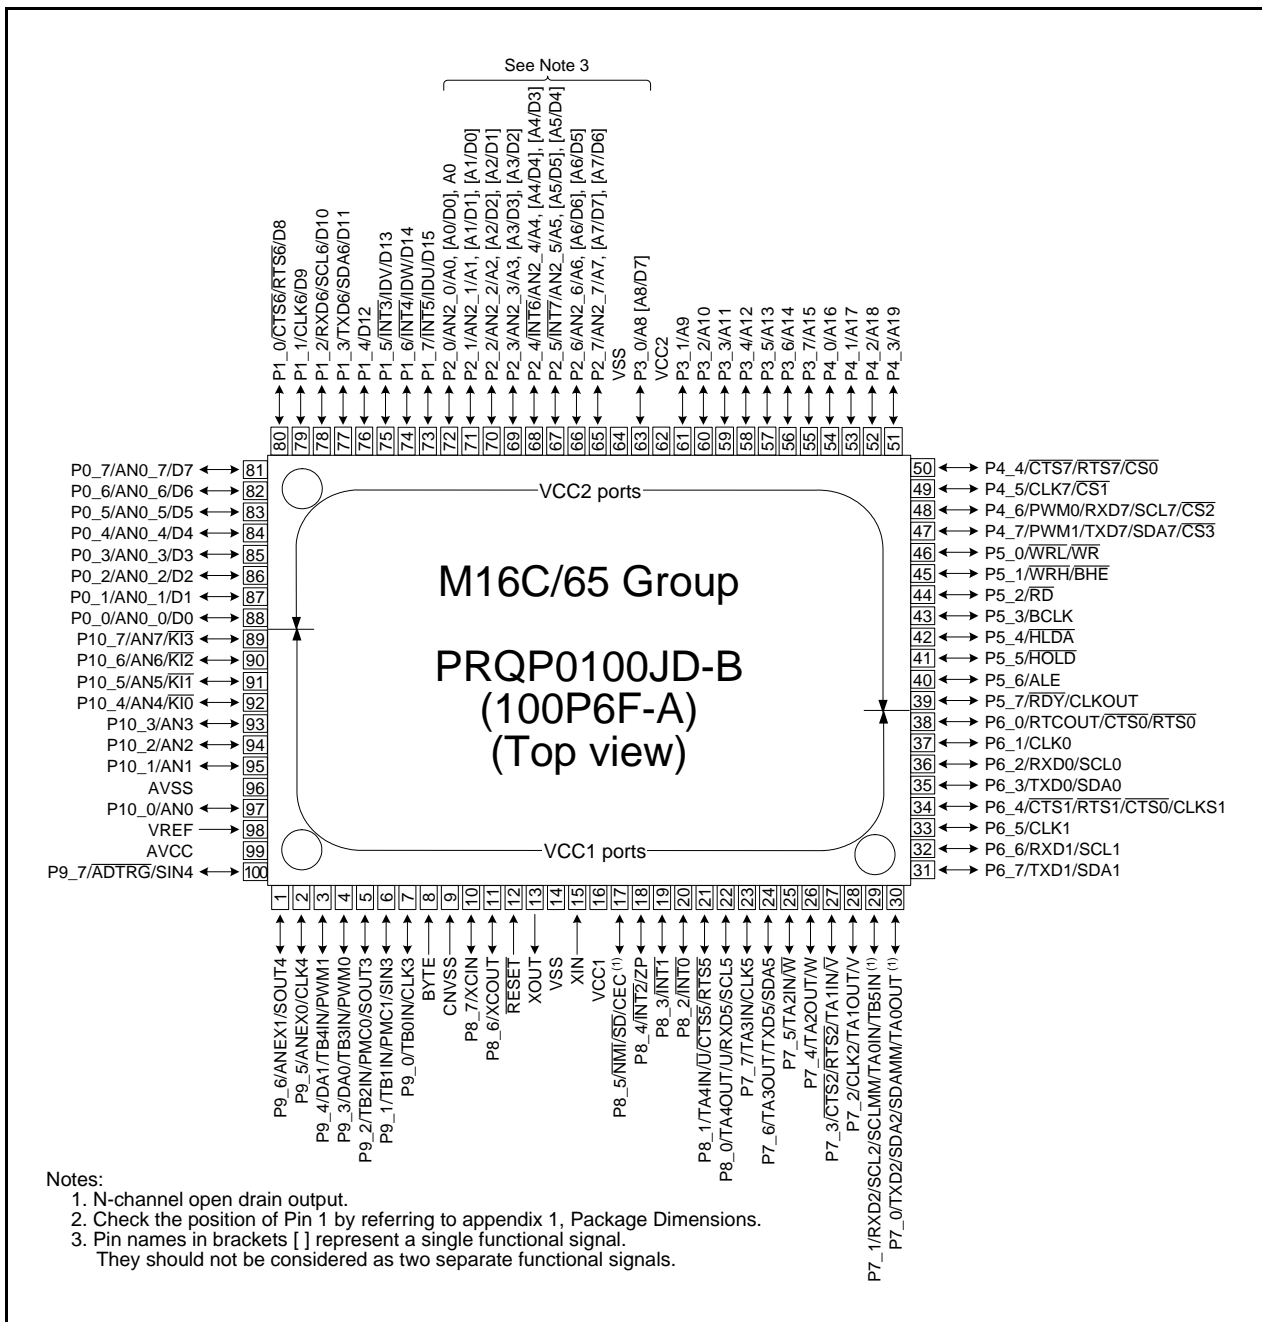 See Note 3
P1_0/CTS6/RTS6/D8
P1_1/CLK6/D9
P1_2/RXD6/SCL6/D10
P1_3/TXD6/SDA6/D11
P1_4/D12
P1_5/INT3/IDV/D13
P1_6/INT4/IDW/D14
P1_7/INT5/IDU/D15
P2_0/AN2_0/A0, [A0/D0], A0
P2_1/AN2_1/A1, [A1/D1], [A1/D0]
P2_2/AN2_2/A2, [A2/D2], [A2/D1]
P2_3/AN2_3/A3, [A3/D3], [A3/D2]
P2_4/INT6/AN2_4/A4, [A4/D4], [A4/D3]
P2_5/INT7/AN2_5/A5, [A5/D5], [A5/D4]
P2_6/AN2_6/A6, [A6/D6], [A6/D5]
P2_7/AN2_7/A7, [A7/D7], [A7/D6]
VSS
P3_0/A8 [A8/D7]
VCC2
P3_1/A9
P3_2/A10
P3_3/A11
P3_4/A12
P3_5/A13
P3_6/A14
P3_7/A15
P4_0/A16
P4_1/A17
P4_2/A18
P4_3/A19
80 79 78 77 76 75 74 73 72 71 70 69 68 67 66 65 64 63 62 61 60 59 58 57 56 55 54 53 52 51
P0_7/AN0_7/D7 81
P0_6/AN0_6/D6 82
P0_5/AN0_5/D5 83
P0_4/AN0_4/D4 84
P0_3/AN0_3/D3 85
P0_2/AN0_2/D2 86
P0_1/AN0_1/D1 87
P0_0/AN0_0/D0 88
P10_7/AN7/KI3 89
P10_6/AN6/KI2 90
P10_5/AN5/KI1 91
P10_4/AN4/KI0 92
P10_3/AN3 93
P10_2/AN2 94
P10_1/AN1 95
AVSS 96
P10_0/AN0 97
VREF 98
AVCC 99
P9_7/ADTRG/SIN4 100
VCC2 ports
M16C/65 Group
PRQP0100JD-B
(100P6F-A)
(Top view)
VCC1 ports
50 P4_4/CTS7/RTS7/CS0
49 P4_5/CLK7/CS1
48 P4_6/PWM0/RXD7/SCL7/CS2
47 P4_7/PWM1/TXD7/SDA7/CS3
46 P5_0/WRL/WR
45 P5_1/WRH/BHE
44 P5_2/RD
43 P5_3/BCLK
42 P5_4/HLDA
41 P5_5/HOLD
40 P5_6/ALE
39 P5_7/RDY/CLKOUT
38 P6_0/RTCOUT/CTS0/RTS0
37 P6_1/CLK0
36 P6_2/RXD0/SCL0
35 P6_3/TXD0/SDA0
34 P6_4/CTS1/RTS1/CTS0/CLKS1
33 P6_5/CLK1
32 P6_6/RXD1/SCL1
31 P6_7/TXD1/SDA1
1 2 3 4 5 6 7 8 9 10 11 12 13 14 15 16 17 18 19 20 21 22 23 24 25 26 27 28 29 30
P9_6/ANEX1/SOUT4
P9_5/ANEX0/CLK4
P9_4/DA1/TB4IN/PWM1
P9_3/DA0/TB3IN/PWM0
P9_2/TB2IN/PMC0/SOUT3
P9_1/TB1IN/PMC1/SIN3
P9_0/TB0IN/CLK3
BYTE
CNVSS
P8_7/XCIN
P8_6/XCOUT
RESET
XOUT
VSS
XIN
VCC1
P8_5/NMI/SD/CEC (1)
P8_4/INT2/ZP
P8_3/INT1
P8_2/INT0
P8_1/TA4IN/U/CTS5/RTS5
P8_0/TA4OUT/U/RXD5/SCL5
P7_7/TA3IN/CLK5
P7_6/TA3OUT/TXD5/SDA5
P7_5/TA2IN/W
P7_4/TA2OUT/W
P7_3/CTS2/RTS2/TA1IN/V
P7_2/CLK2/TA1OUT/V
P7_1/RXD2/SCL2/SCLMM/TA0IN/TB5IN (1)
P7_0/TXD2/SDA2/SDAMM/TA0OUT (1)
Notes:
1. N-channel open drain output.
2. Check the position of Pin 1 by referring to appendix 1, Package Dimensions.
3. Pin names in brackets [ ] represent a single functional signal.
They should not be considered as two separate functional signals.